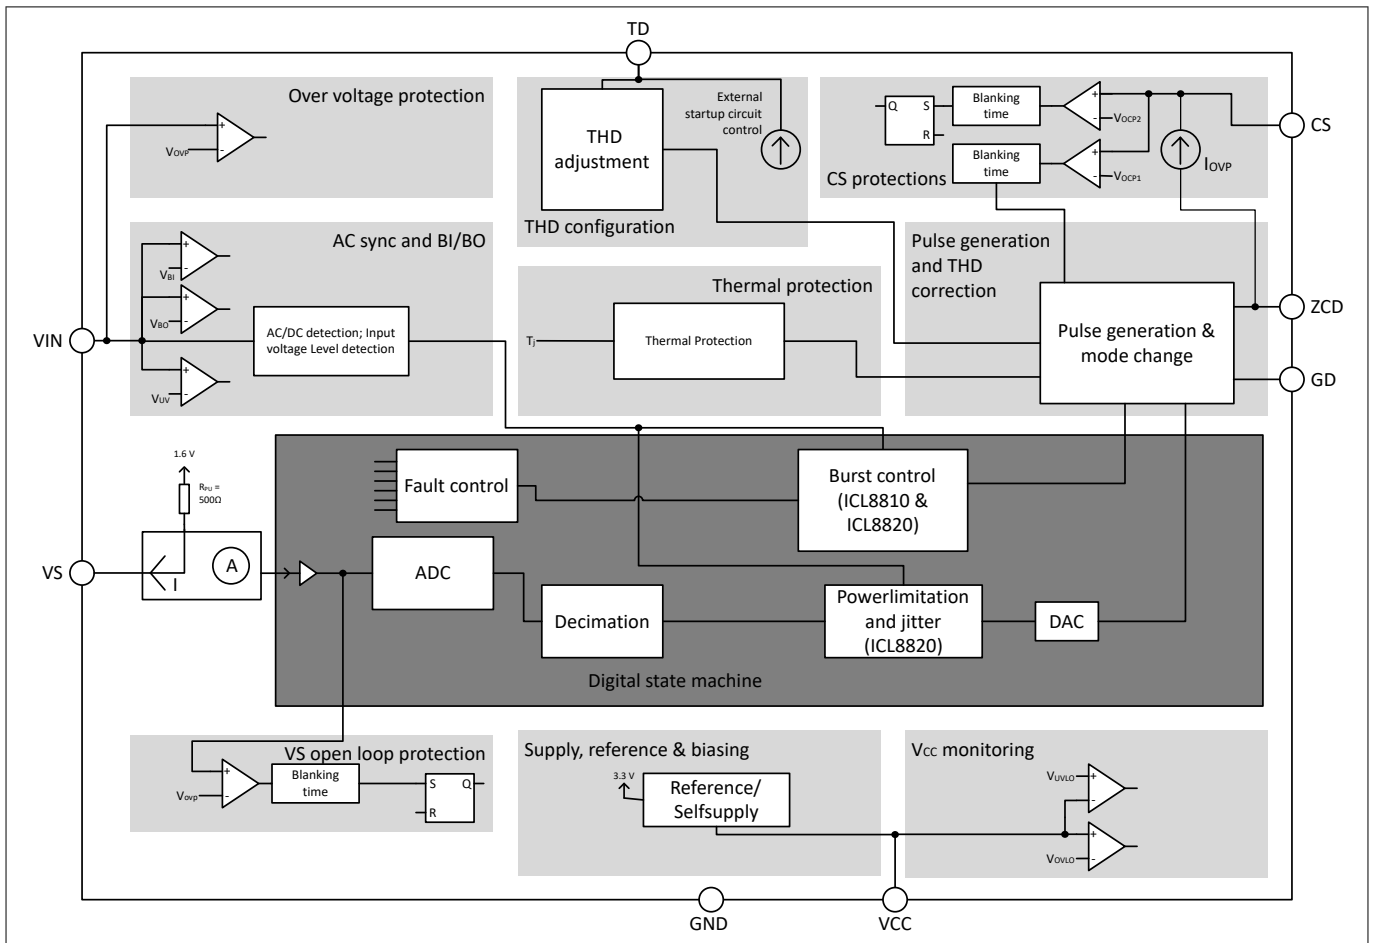 TD
Over voltage protection
+
-
VOVP
THD
adjustment
External
startup circuit
control
THD configuration
Q
S
R
Blanking
time
+
-
VOCP2
Blanking
time
+
-
VOCP1
IOVP
CS protections
CS
AC sync and BI/BO
+
-
VBI
+
-
VBO
+
-
VUV
AC/DC detection; Input
voltage Level detection
VIN
Thermal protection
Tj
Thermal Protection
Pulse generation
and THD
correction
Pulse generation &
mode change
ZCD
GD
1.6 V
RPU =
500Ω
I
A
VS
Fault control
Burst control
(ICL8810 &
ICL8820)
ADC
Decimation
Powerlimitation
and jitter
(ICL8820)
DAC
Digital state machine
VS open loop protection
+
-
Vovp
Blanking
time
S
Q
R
Supply, reference & biasing
3.3 V
Reference/
Selfsupply
VCC monitoring
VUVLO
+
-
+
-
VOVLO
GND
VCC